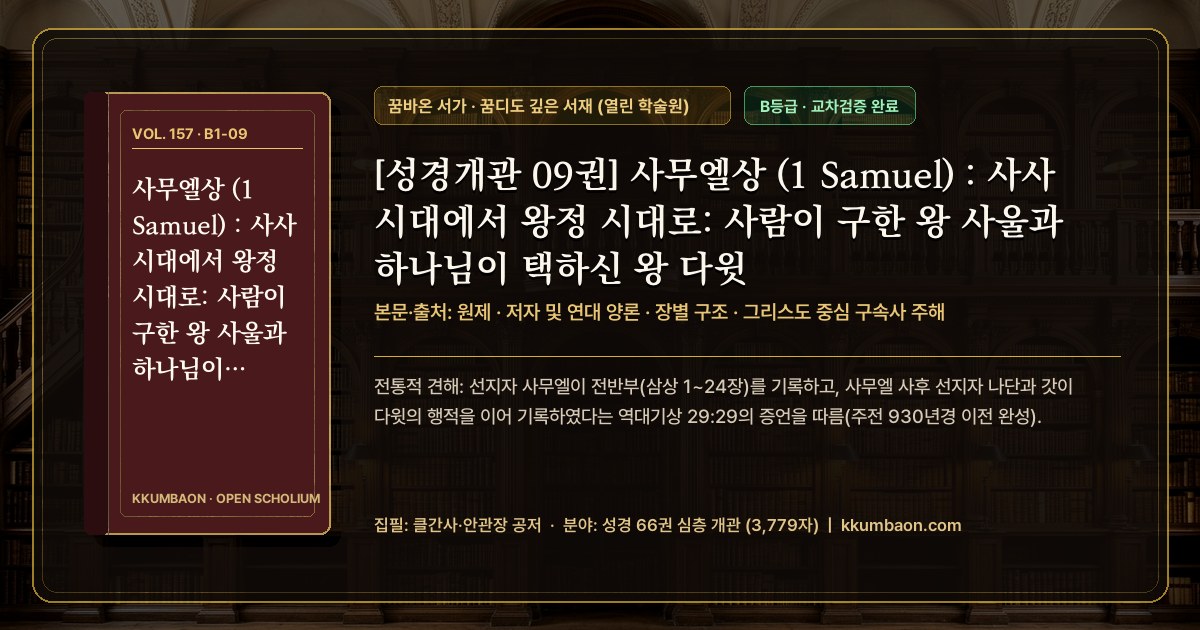 VOL. 157 · B1-09
사무엘상 (1
Samuel) : 사사
시대에서 왕정
시대로: 사람이
구한 왕 사울과
하나님이…
KKUMBAON · OPEN SCHOLIUM
꿈바온 서가 · 꿈디도 깊은 서재 (열린 학술원)
B등급 · 교차검증 완료
[성경개관 09권] 사무엘상 (1 Samuel) : 사사
시대에서 왕정 시대로: 사람이 구한 왕 사울과
하나님이 택하신 왕 다윗
본문·출처: 원제 · 저자 및 연대 양론 · 장별 구조 · 그리스도 중심 구속사 주해
전통적 견해: 선지자 사무엘이 전반부(삼상 1~24장)를 기록하고, 사무엘 사후 선지자 나단과 갓이
다윗의 행적을 이어 기록하였다는 역대기상 29:29의 증언을 따름(주전 930년경 이전 완성).
집필: 클간사·안관장 공저 · 분야: 성경 66권 심층 개관 (3,779자) | kkumbaon.com